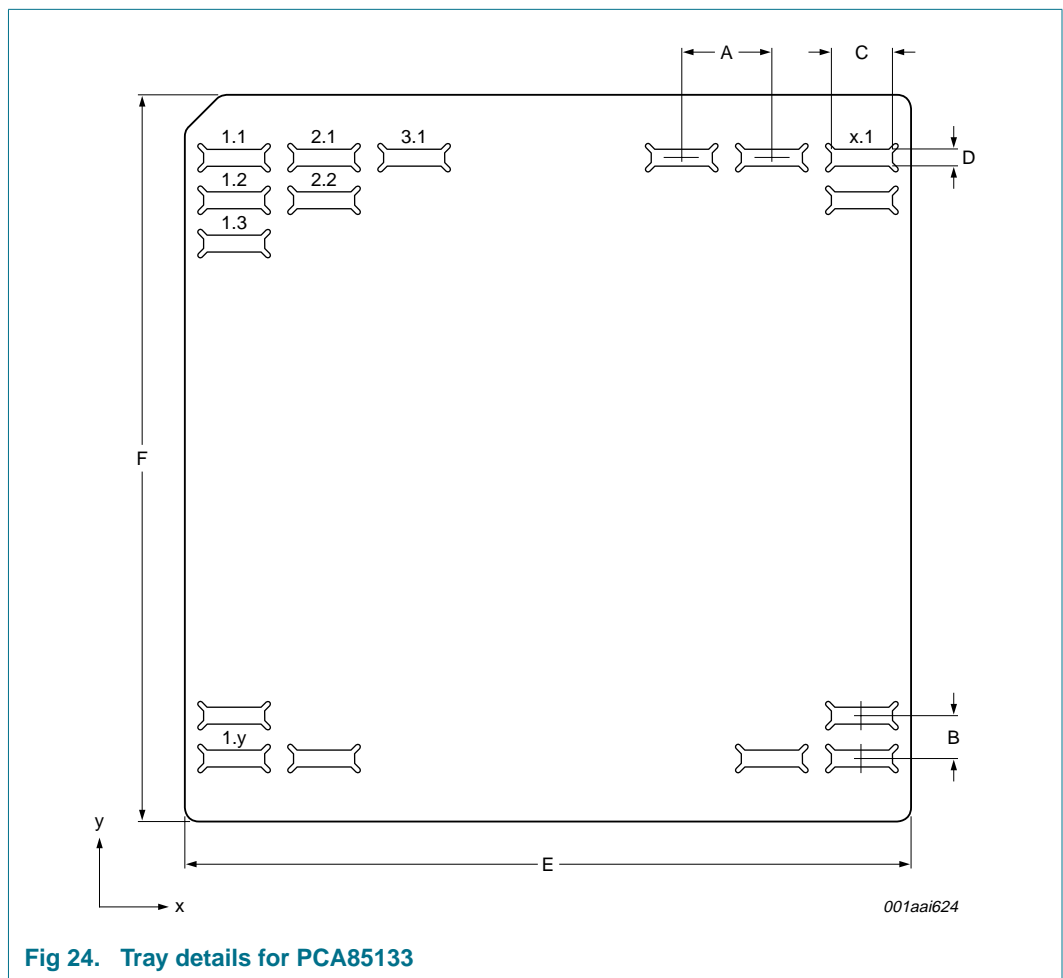 A C
1.1 2.1 3.1 x.1
D
1.2 2.2
1.3
F
1.y
B
y
E
x
001aai624
Fig 24. Tray details for PCA85133